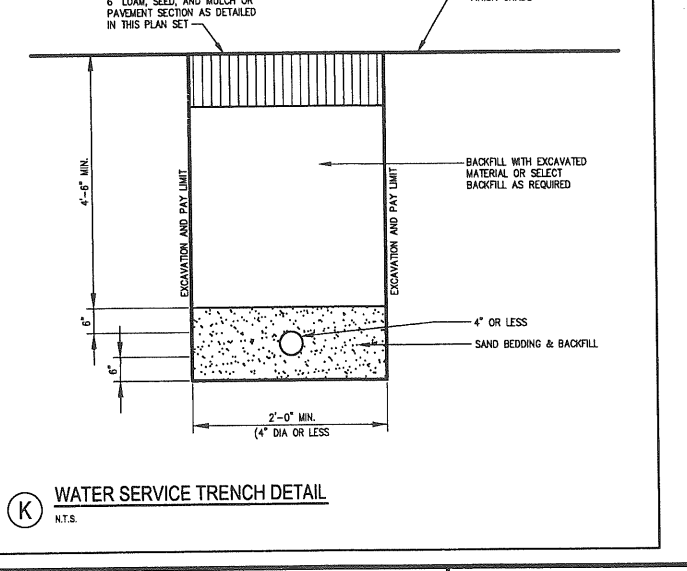 6" LOAM, SEED, AND MULCH OR
PAVEMENT SECTION AS DETAILED
IN THIS PLAN SET
4'-6" MIN.
EXCAVATION AND PAY LIMIT
EXCAVATION AND PAY LIMIT
BACKFILL WITH EXCAVATED
MATERIAL OR SELECT
BACKFILL AS REQUIRED
6"
6"
4" OR LESS
SAND BEDDING & BACKFILL
2'-0" MIN.
(4" DIA OR LESS
K
WATER SERVICE TRENCH DETAIL
N.T.S.